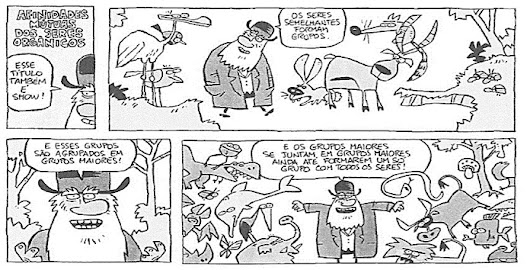 AFINIDADES
MÚTUAS
DOS SERES
ORGÂNICOS
ESSE
TÍTULO
TAMBÉM
É
SHOW!
OS SERES
SEMELHANTES
FORMAM
GRUPOS.
E ESSES GRUPOS
SÃO AGRUPADOS EM
GRUPOS MAIORES!
E OS GRUPOS MAIORES
SE JUNTAM, EM GRUPOS MAIORES
AINDA ATÉ FORMAREM UM SÓ
GRUPO COM TODOS OS SERES!